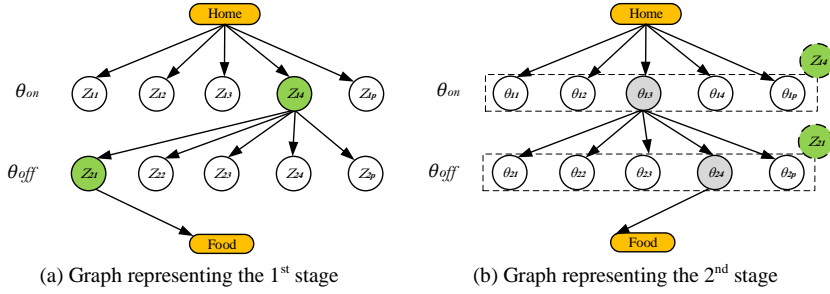 Home Home
Z14
θon Z11 Z12 Z13 Z14 Z1p θon θ11 θ12 θ13 θ14 θ1p
Z21
θoff Z21 Z22 Z23 Z24 Z2p θoff θ21 θ22 θ23 θ24 θ2p
Food Food
(a) Graph representing the 1st stage (b) Graph representing the 2nd stage